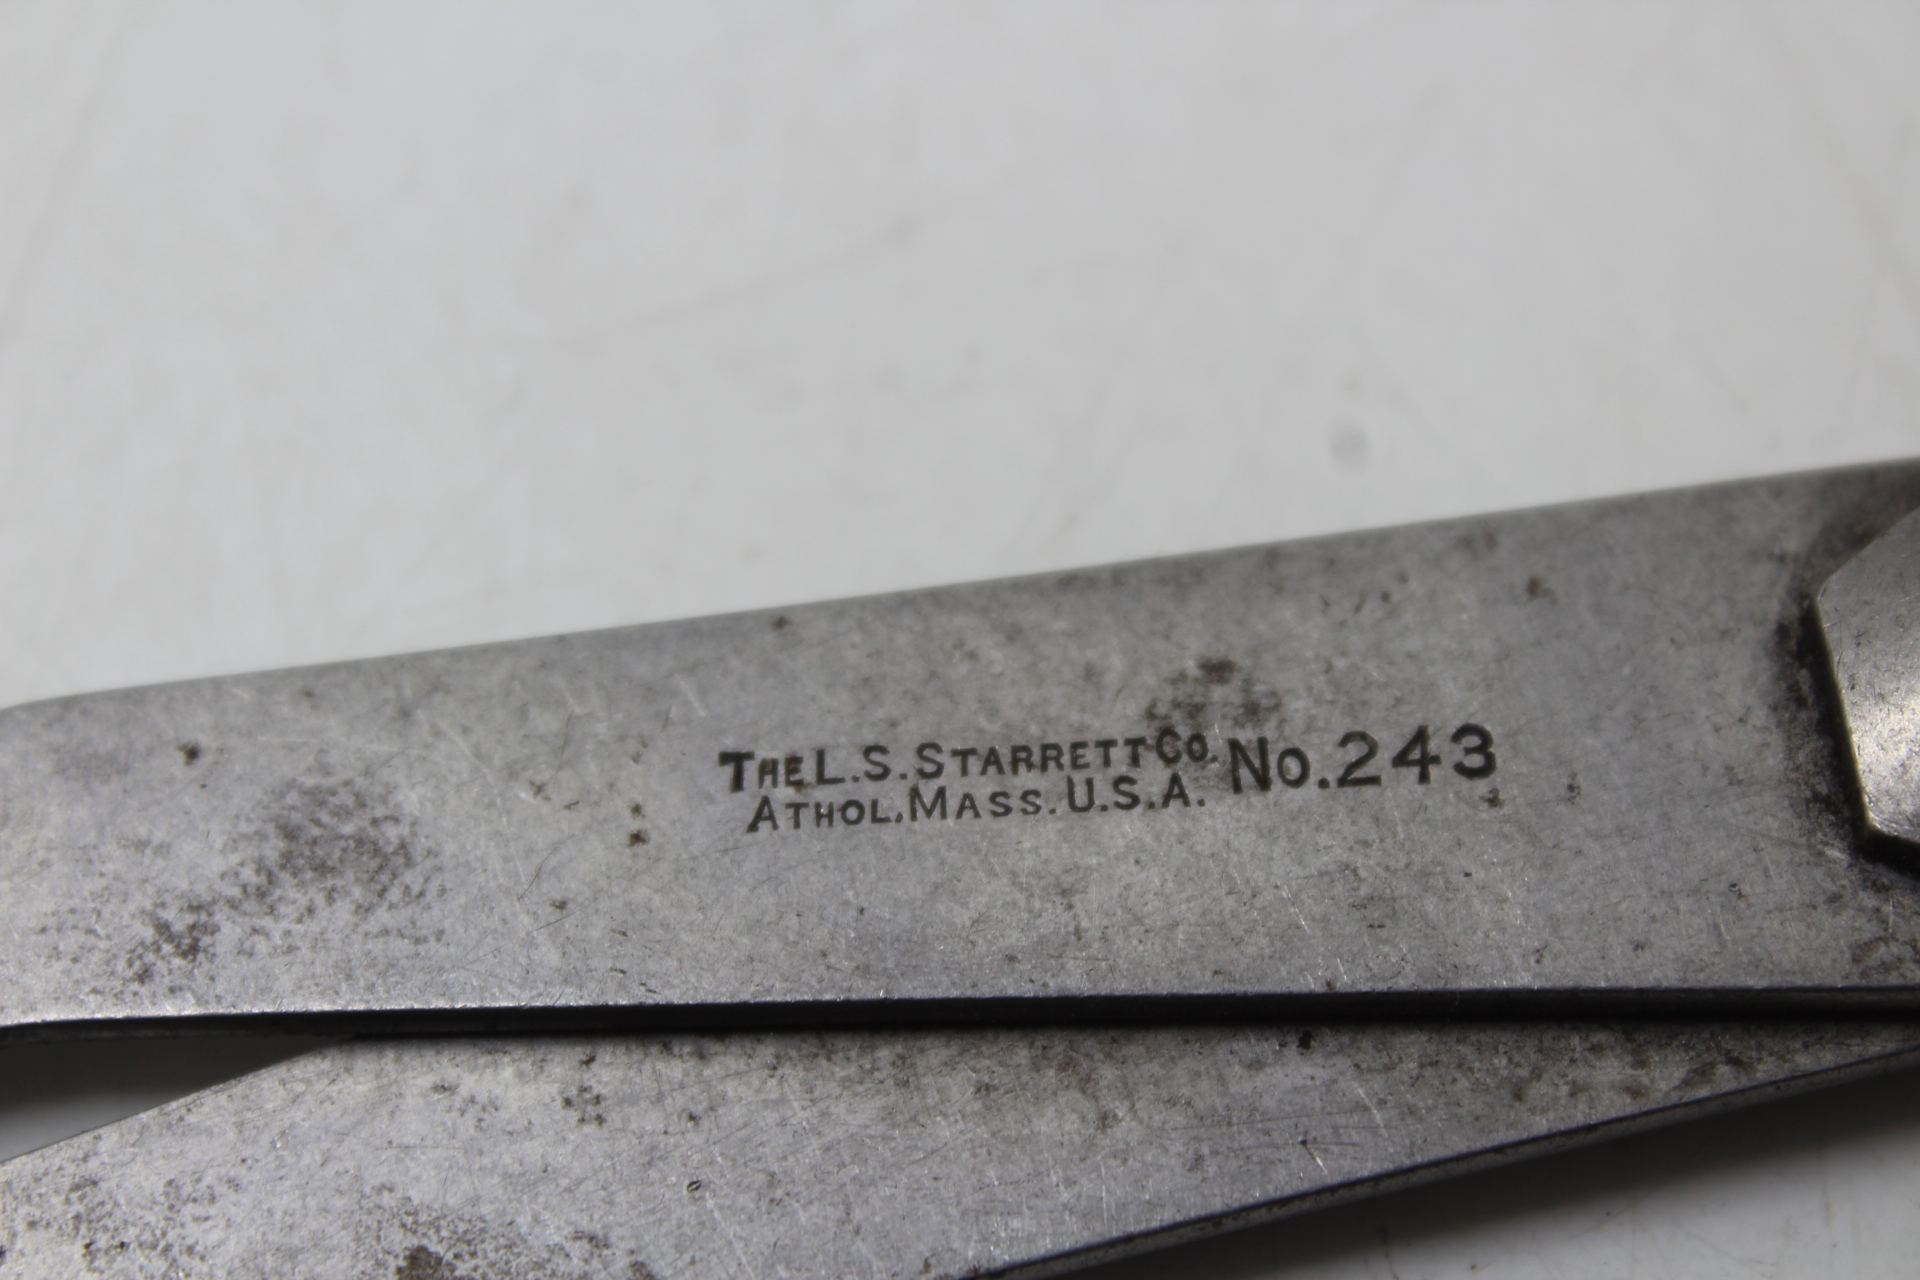 THE L.S. STARRETT CO. NO. 243
ATHOL, MASS. U.S.A.